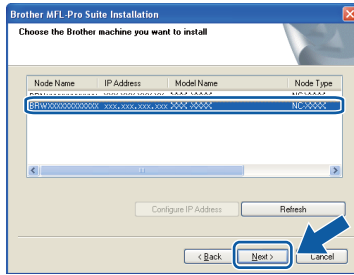 Brother MFL-Pro Suite Installation
Choose the Brother machine you want to install
Node Name IP Address Model Name Node Type
BRWXXXXXXXXXXXX xxx.xxx.xxx.xxx XXX-XXXX NC-XXXX
Configure IP Address Refresh
< Back Next > Cancel